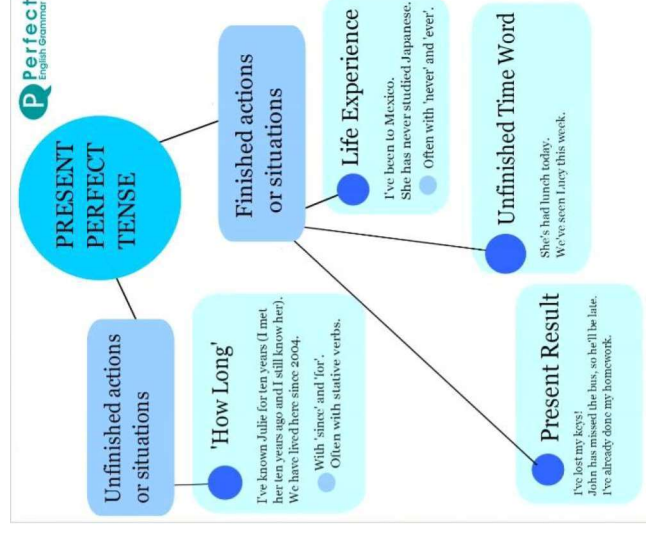 Perfect
English Grammar
PRESENT
PERFECT
TENSE
Unfinished actions
or situations
'How Long'
I've known Julie for ten years (I met
her ten years ago and I still know her).
We have lived here since 2004.
With 'since' and 'for'.
Often with stative verbs.
Finished actions
or situations
Life Experience
I've been to Mexico.
She has never studied Japanese.
Often with 'never' and 'ever'.
Present Result
I've lost my keys!
John has missed the bus, so he'll be late.
I've already done my homework.
Unfinished Time Word
She's had lunch today.
We've seen Lucy this week.